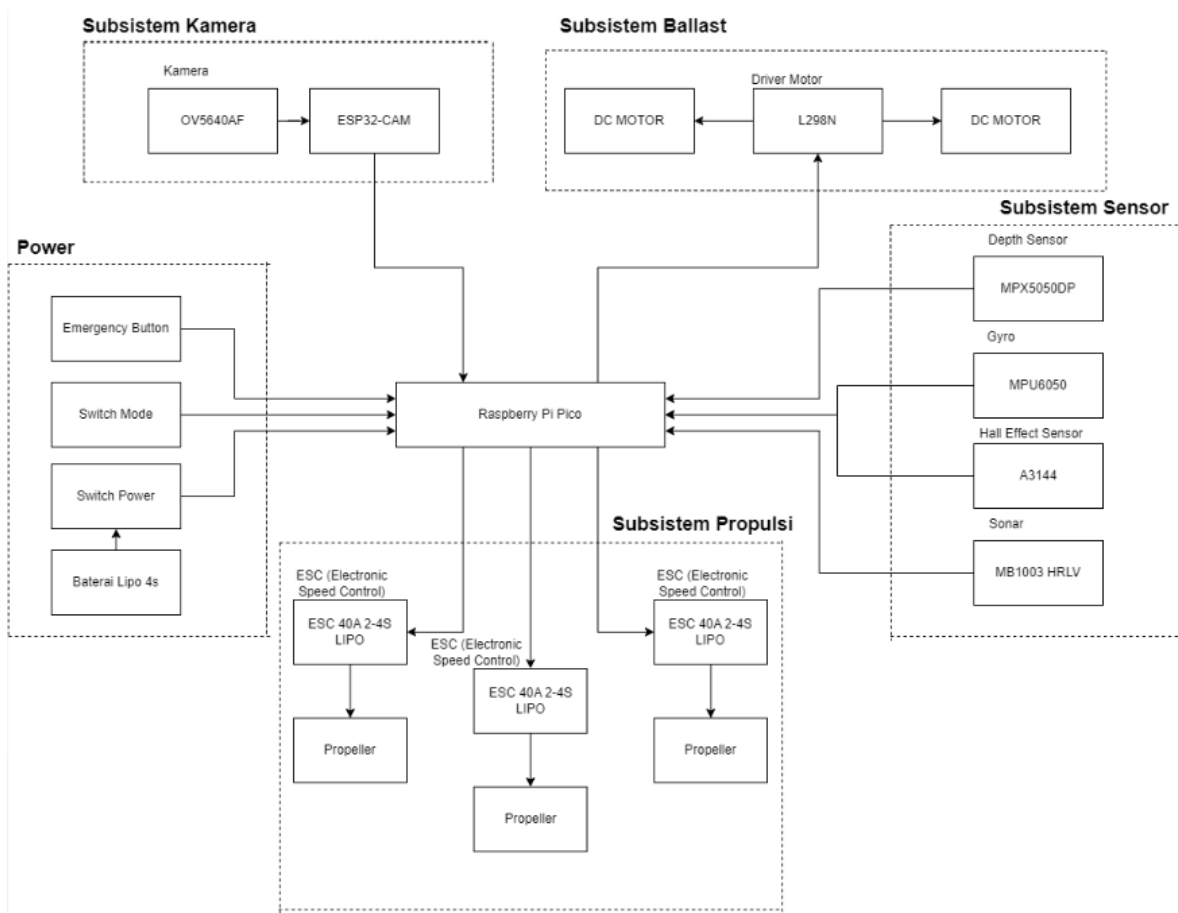 Subsistem Kamera
Kamera
OV5640AF
ESP32-CAM
Subsistem Ballast
Driver Motor
DC MOTOR
L298N
DC MOTOR
Power
Emergency Button
Switch Mode
Switch Power
Baterai Lipo 4s
Raspberry Pi Pico
Subsistem Sensor
Depth Sensor
MPX5050DP
Gyro
MPU6050
Hall Effect Sensor
A3144
Sonar
MB1003 HRLV
Subsistem Propulsi
ESC (Electronic
Speed Control)
ESC 40A 2-4S
LIPO
Propeller
ESC (Electronic
Speed Control)
ESC 40A 2-4S
LIPO
Propeller
ESC (Electronic
Speed Control)
ESC 40A 2-4S
LIPO
Propeller